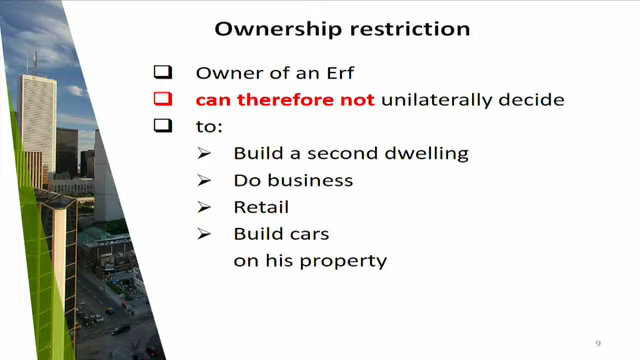 Ownership restriction
Owner of an Erf
can therefore not unilaterally decide
to:
Build a second dwelling
Do business
Retail
Build cars
on his property
9